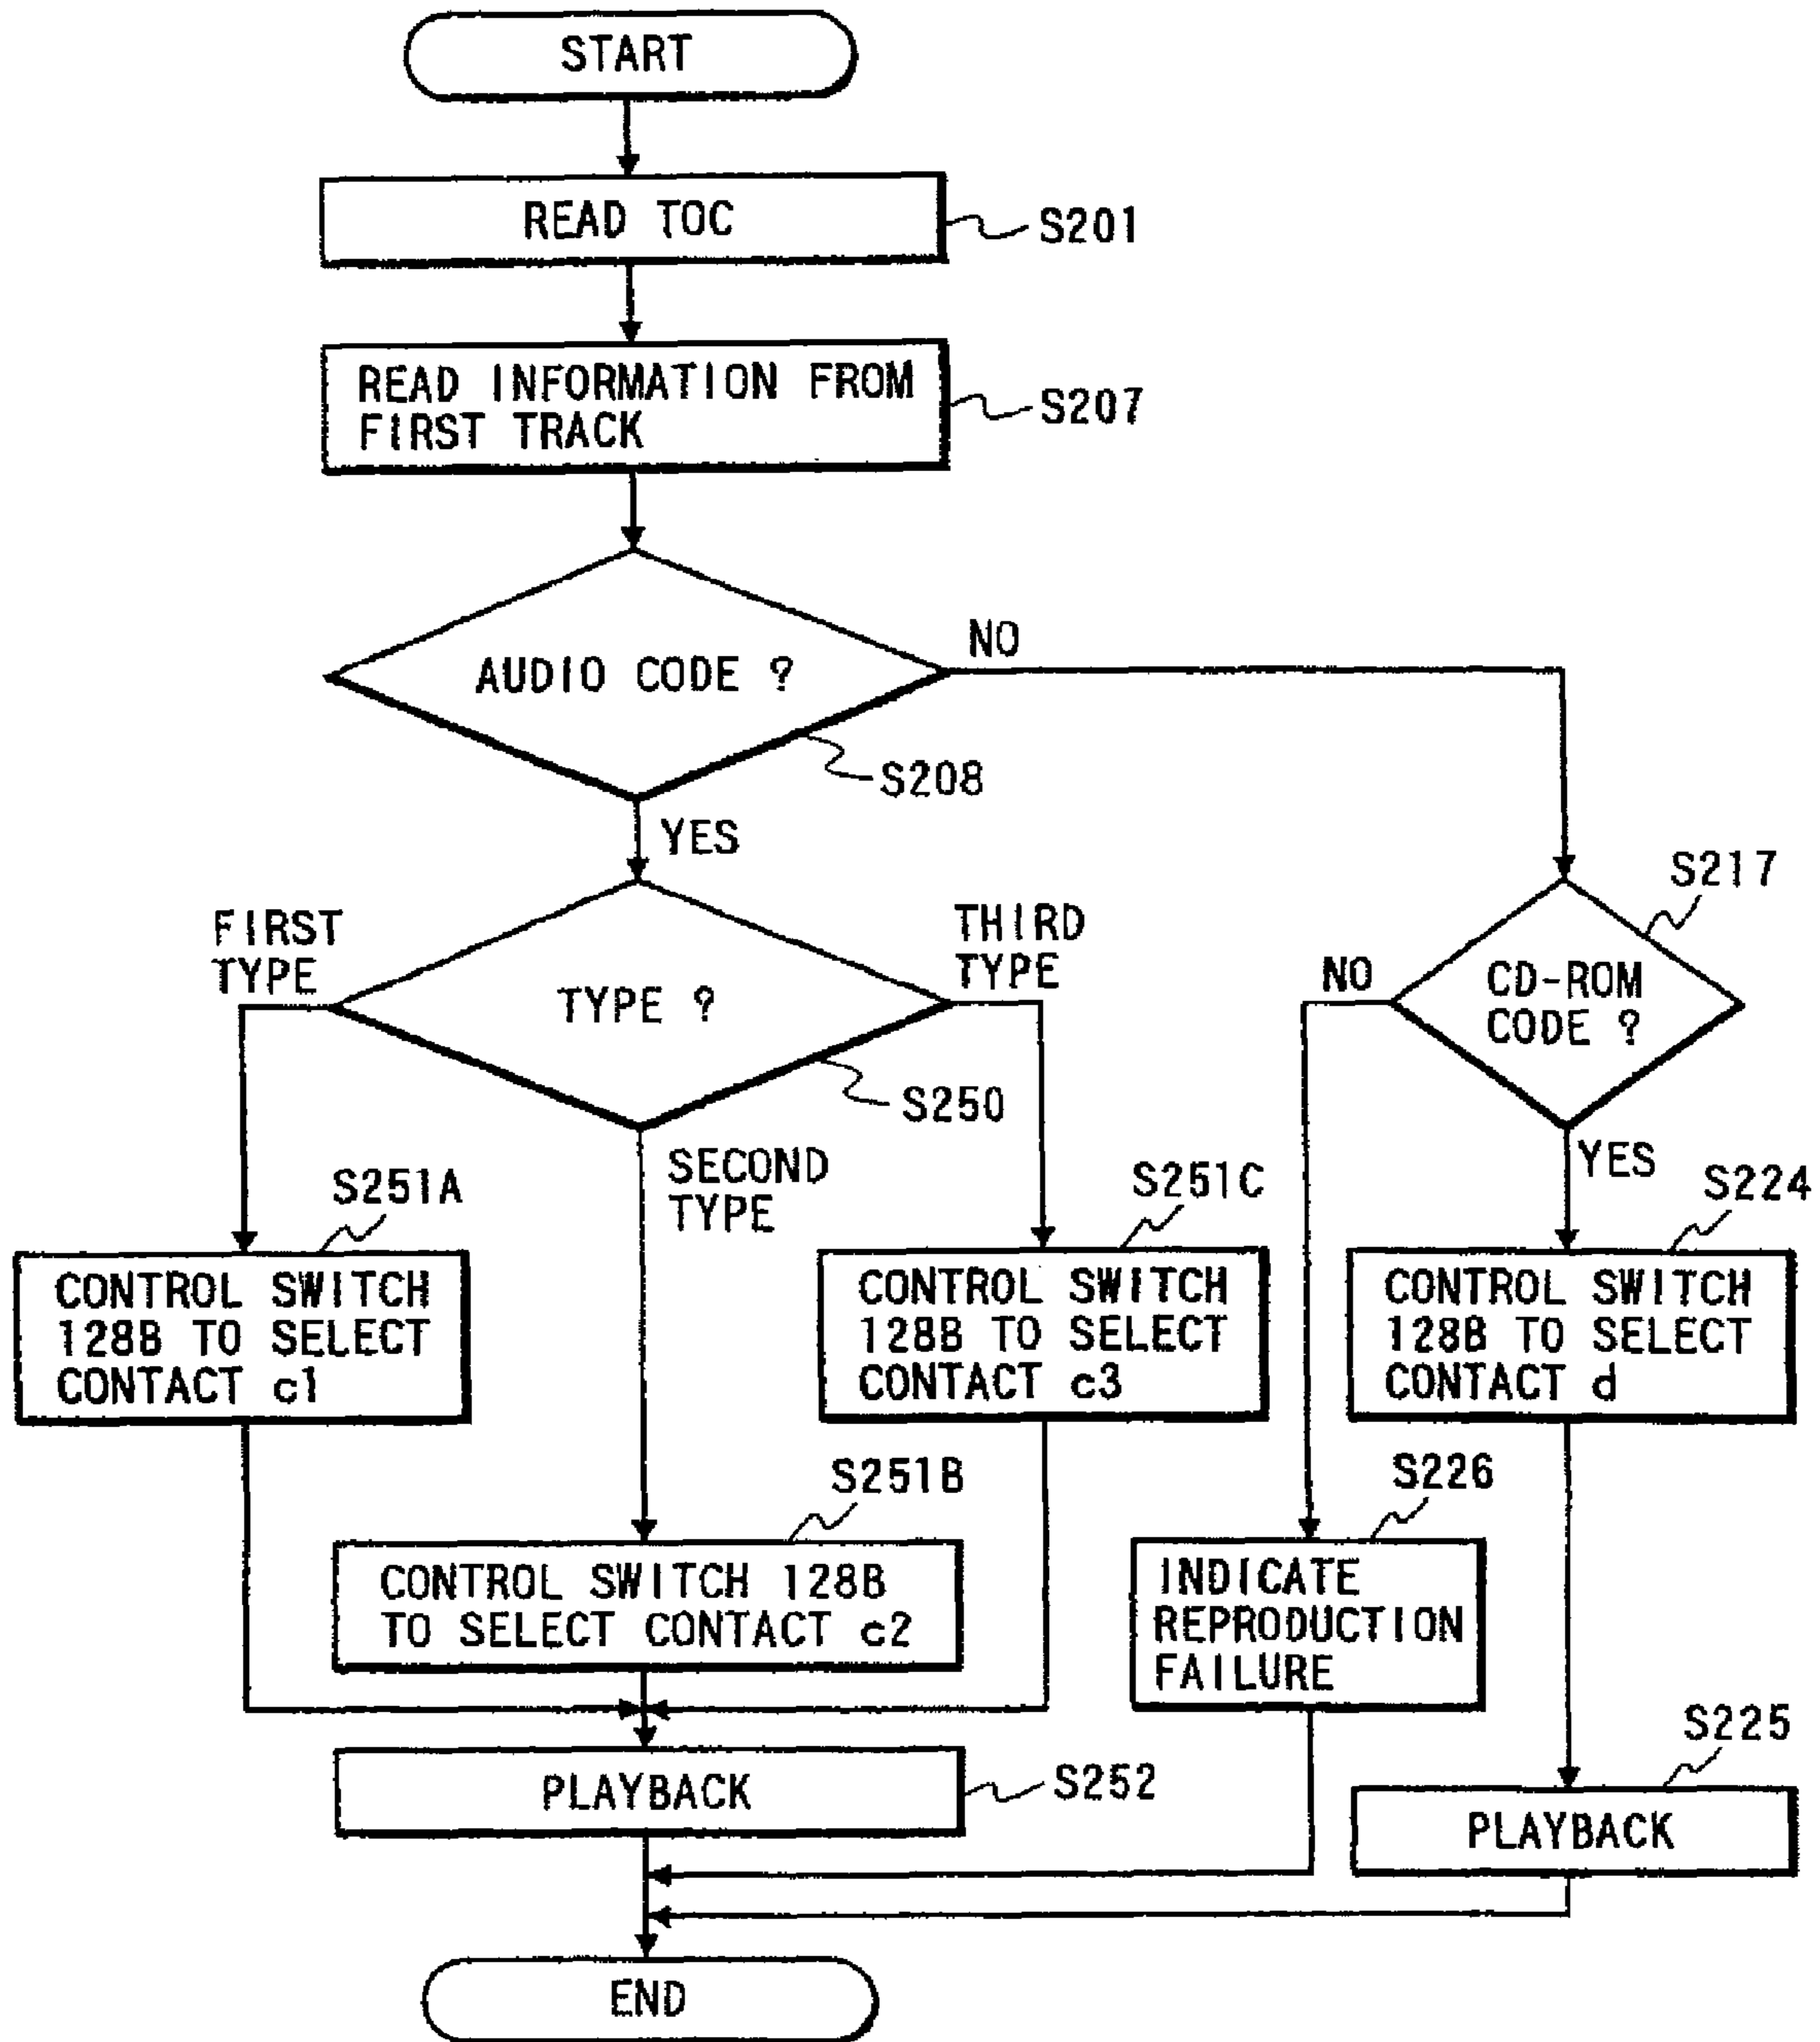 START
READ TOC
S201
READ INFORMATION FROM
FIRST TRACK
S207
AUDIO CODE ?
NO
S208
YES
S217
FIRST
TYPE
THIRD
TYPE
TYPE ?
NO
CD-ROM
CODE ?
S250
SECOND
TYPE
YES
S251A
S251C
S224
CONTROL SWITCH
128B TO SELECT
CONTACT c1
CONTROL SWITCH
128B TO SELECT
CONTACT c3
CONTROL SWITCH
128B TO SELECT
CONTACT d
S251B
S226
CONTROL SWITCH 128B
TO SELECT CONTACT c2
INDICATE
REPRODUCTION
FAILURE
PLAYBACK
S252
S225
PLAYBACK
END